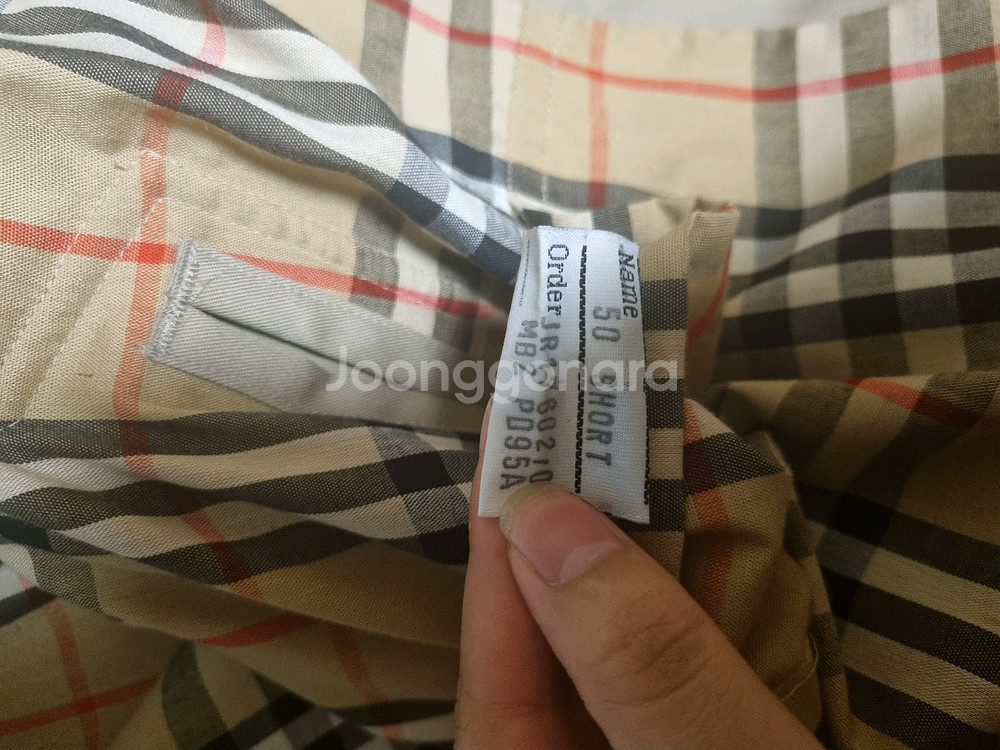 Name
50 SHORT
Order
MB2 PD95A
Joonggonara